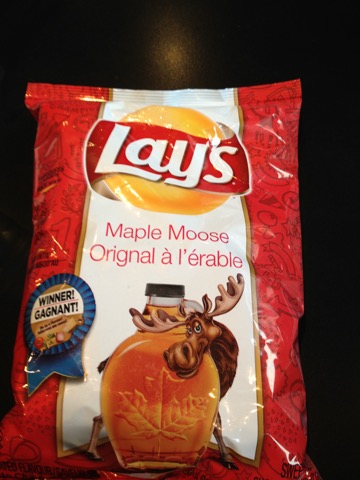 Lay's
Maple Moose
Orignal à l'érable
WINNER!
GAGNANT!